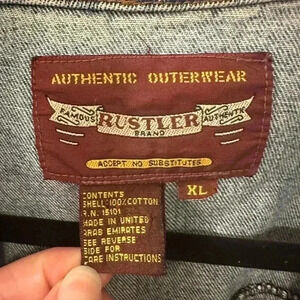 AUTHENTIC OUTERWEAR
FAMOUS RUSTLER AUTHENTIC
BRAND
ACCEPT NO SUBSTITUTES
XL
CONTENTS
SHELL:100%COTTON
R.N. 15101
MADE IN UNITED
ARAB EMIRATES
SEE REVERSE
SIDE FOR
CARE INSTRUCTIONS